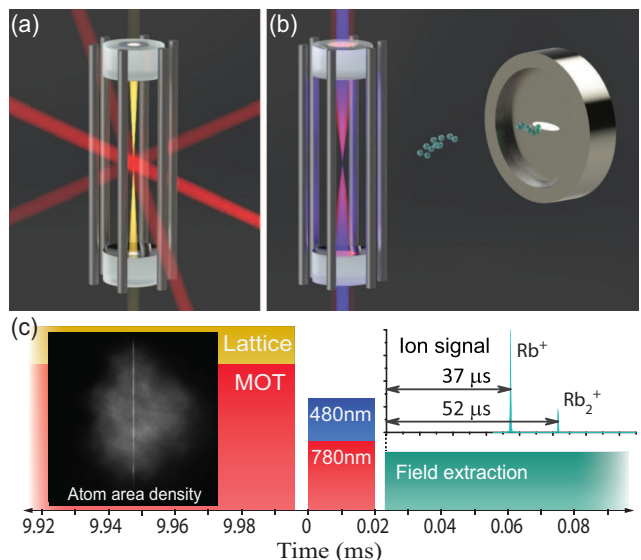 (a)
(b)
(c)
Lattice
MOT
Atom area density
480nm
780nm
Ion signal
Rb⁺
37 μs
Rb₂⁺
52 μs
Field extraction
9.92 9.94 9.96 9.98 0 0.02 0.04 0.06 0.08
Time (ms)